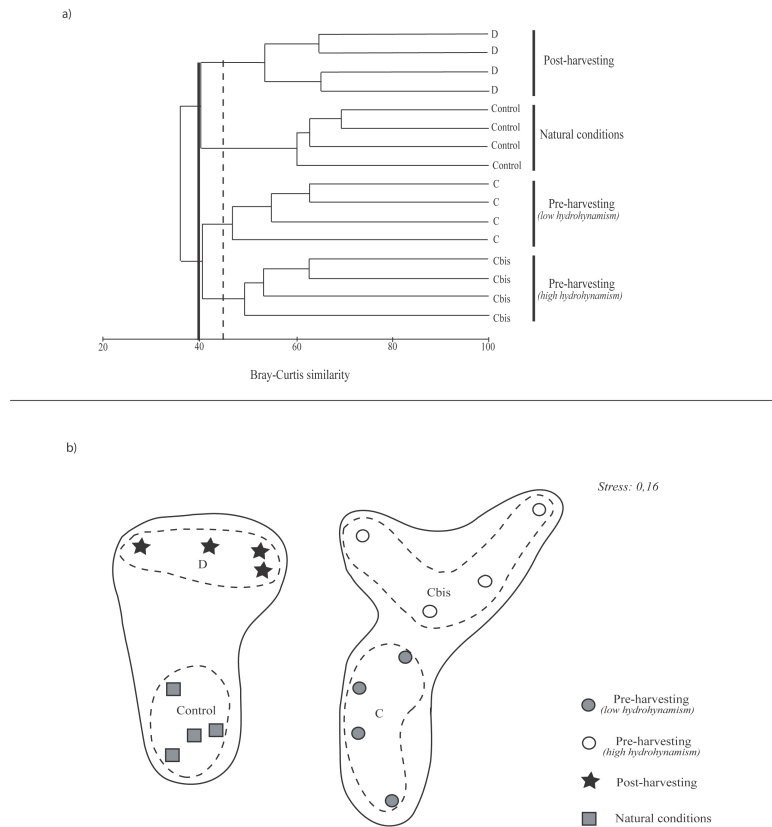 a)
D
D
Post-harvesting
D
D
Control
Control
Natural conditions
Control
Control
C
C
Pre-harvesting
(low hydrohynamism)
C
C
Cbis
Cbis
Pre-harvesting
(high hydrohynamism)
Cbis
Cbis
20 40 60 80 100
Bray-Curtis similarity
b)
Stress: 0,16
D
Cbis
Control
C
Pre-harvesting
(low hydrohynamism)
Pre-harvesting
(high hydrohynamism)
Post-harvesting
Natural conditions